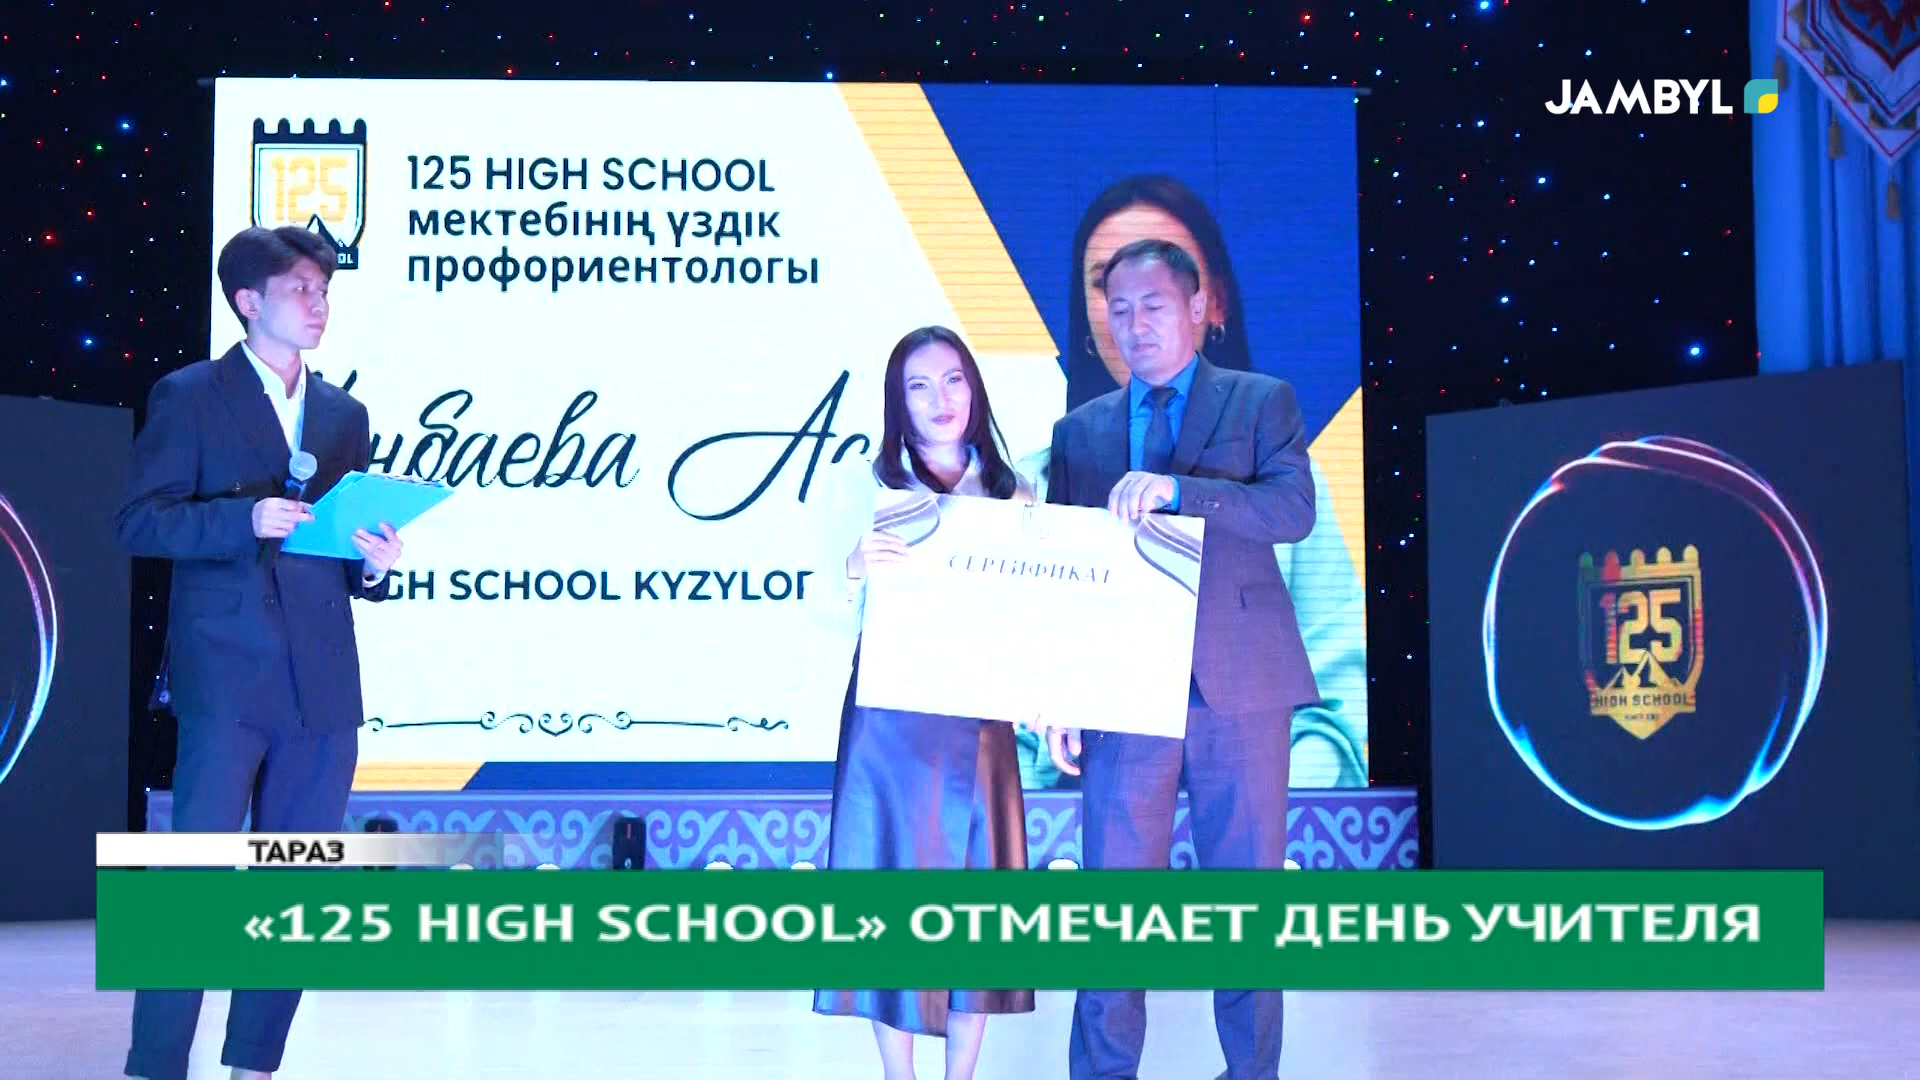 JAMBYL
125
125 HIGH SCHOOL
мектебінің үздік
профориентологы
HIGH SCHOOL
СЕРТИФИКАТ
125
HIGH SCHOOL
ТАРАЗ
«125 HIGH SCHOOL» ОТМЕЧАЕТ ДЕНЬ УЧИТЕЛЯ